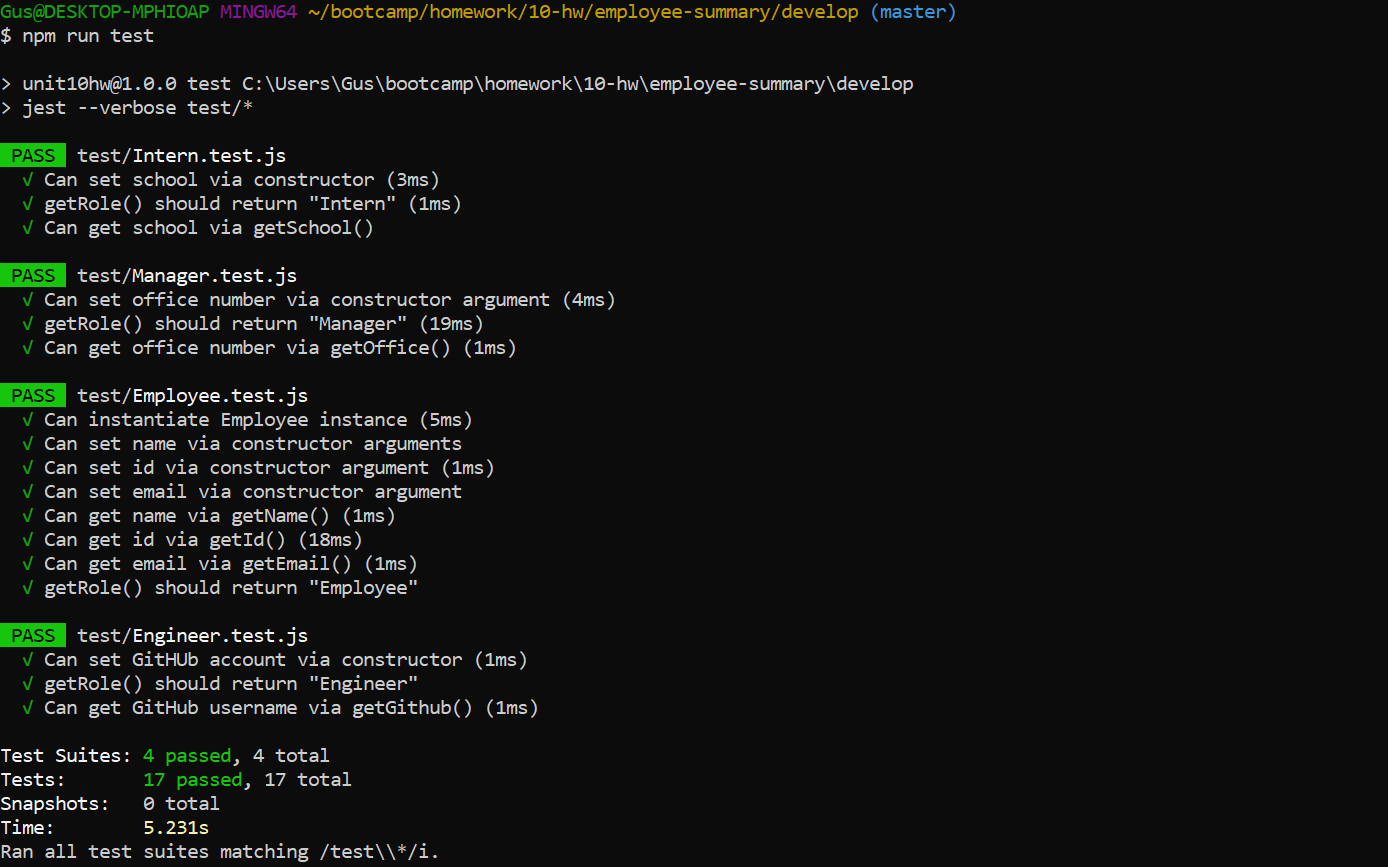 Gus@DESKTOP-MPHIOAP MINGW64 ~/bootcamp/homework/10-hw/employee-summary/develop (master)
$ npm run test
> unit10hw@1.0.0 test C:\Users\Gus\bootcamp\homework\10-hw\employee-summary\develop
> jest --verbose test/*
PASS test/Intern.test.js
√ Can set school via constructor (3ms)
√ getRole() should return "Intern" (1ms)
√ Can get school via getSchool()
PASS test/Manager.test.js
√ Can set office number via constructor argument (4ms)
√ getRole() should return "Manager" (19ms)
√ Can get office number via getOffice() (1ms)
PASS test/Employee.test.js
√ Can instantiate Employee instance (5ms)
√ Can set name via constructor arguments
√ Can set id via constructor argument (1ms)
√ Can set email via constructor argument
√ Can get name via getName() (1ms)
√ Can get id via getId() (18ms)
√ Can get email via getEmail() (1ms)
√ getRole() should return "Employee"
PASS test/Engineer.test.js
√ Can set GitHUb account via constructor (1ms)
√ getRole() should return "Engineer"
√ Can get GitHub username via getGithub() (1ms)
Test Suites: 4 passed, 4 total
Tests: 17 passed, 17 total
Snapshots: 0 total
Time: 5.231s
Ran all test suites matching /test\\*/i.